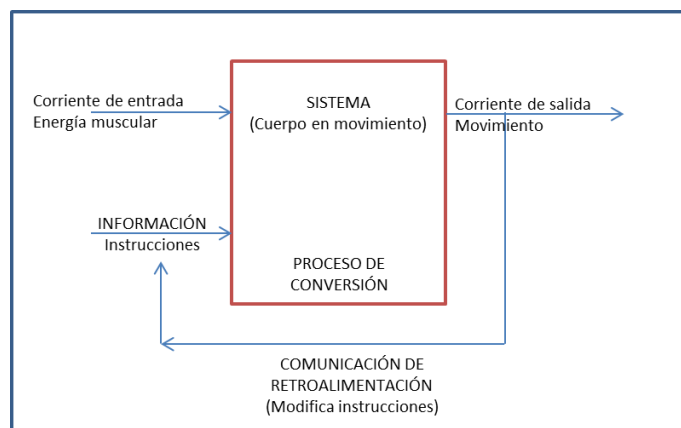 Corriente de entrada
Energía muscular
SISTEMA
(Cuerpo en movimiento)
Corriente de salida
Movimiento
INFORMACIÓN
Instrucciones
PROCESO DE
CONVERSIÓN
COMUNICACIÓN DE
RETROALIMENTACIÓN
(Modifica instrucciones)